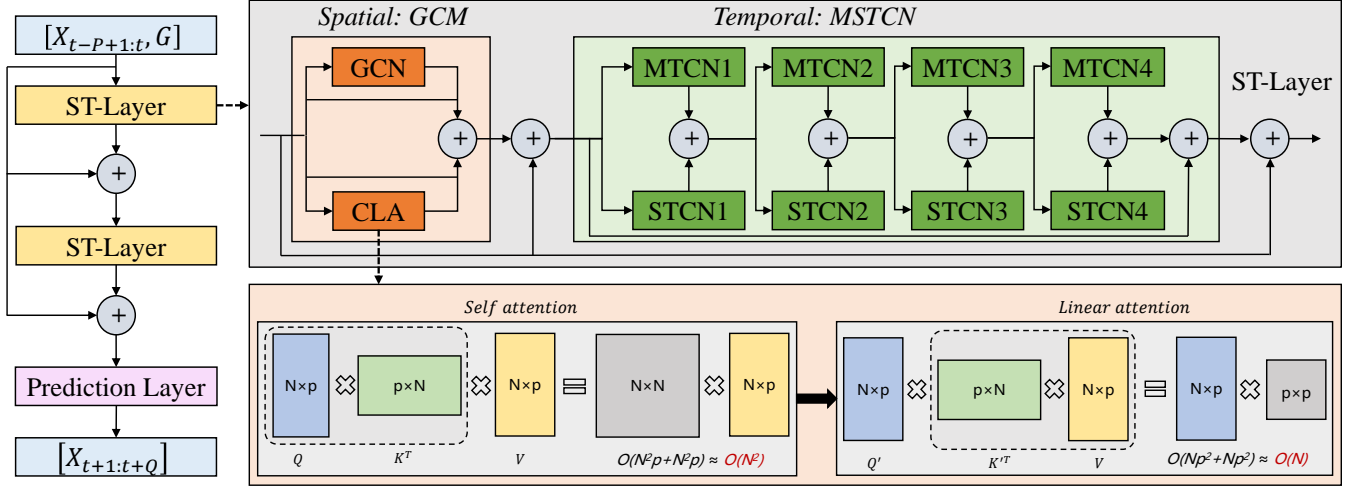 [X_{t-P+1:t}, G]
ST-Layer
+
ST-Layer
+
Prediction Layer
[X_{t+1:t+Q}]
Spatial: GCM
Temporal: MSTCN
GCN
CLA
+
+
MTCN1
MTCN2
MTCN3
MTCN4
+
+
+
+
+
+
STCN1
STCN2
STCN3
STCN4
ST-Layer
Self attention
N×p
p×N
N×p
N×N
N×p
Q
K^T
V
O(N²p+N²p) ≈ O(N²)
Linear attention
N×p
p×N
N×p
N×p
p×p
Q'
K'^T
V
O(Np²+Np²) ≈ O(N)